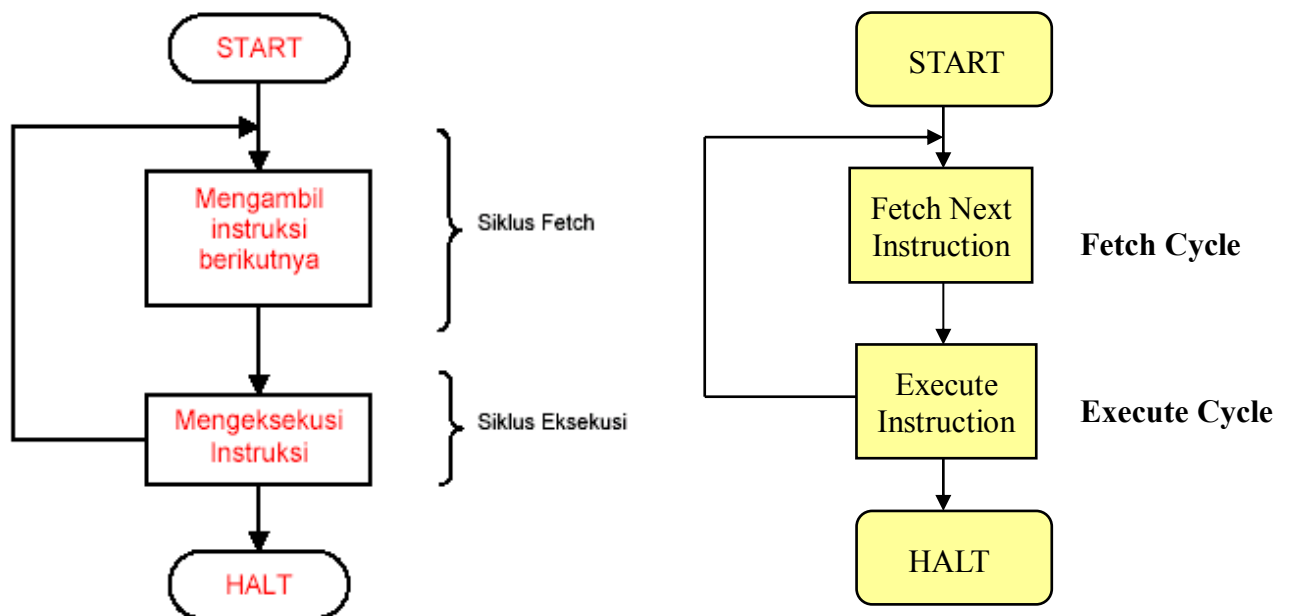 START
Mengambil
instruksi
berikutnya
Siklus Fetch
Mengeksekusi
Instruksi
Siklus Eksekusi
HALT
START
Fetch Next
Instruction
Fetch Cycle
Execute
Instruction
Execute Cycle
HALT